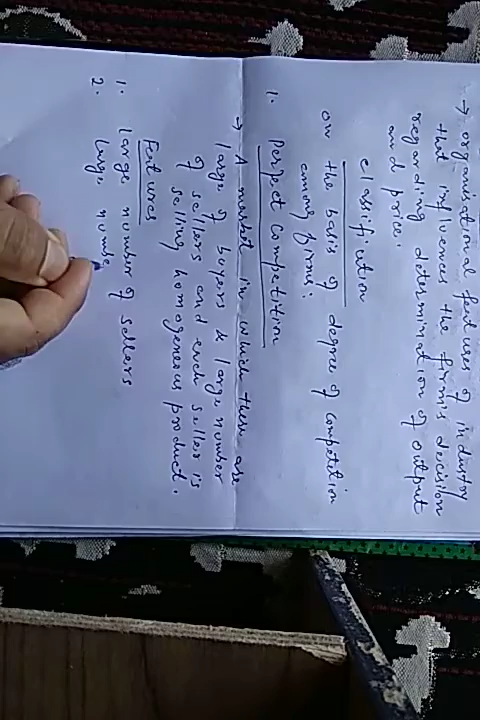 → organisational features of industry
that influences the firm's decision
regarding determination of output
and price.
classification
on the basis of degree of competition
among firms:
1. Perfect Competition
→ A market in which there are
large of buyers & large number
of sellers and each seller is
selling homogeneous product.
Features
1. large number of sellers
2. large numbe